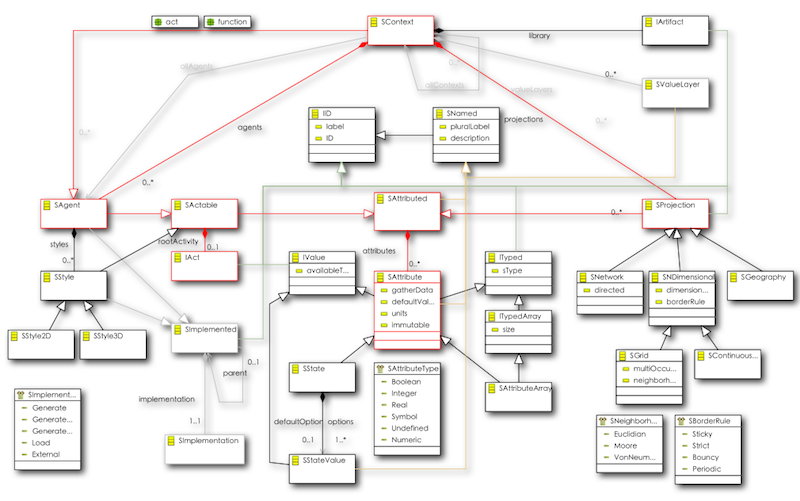 act
function
SContext
IArtifact
library
allAgents
0..*
allContexts
0..*
valueLayers
SValueLayer
IID
label
ID
SNamed
pluralLabel
description
projections
agents
0..*
0..*
0..*
SAgent
SActable
SAttributed
SProjection
0..*
styles
0..*
rootActivity
0..1
attributes
0..*
IAct
IValue
availableT...
ITyped
sType
SStyle
SAttribute
gatherData
defaultVal...
units
immutable
SNetwork
directed
SNDimensional
dimension...
borderRule
SGeography
ITypedArray
size
SStyle2D
SStyle3D
SImplemented
0..1
parent
SState
SAttributeType
Boolean
Integer
Real
Symbol
Undefined
Numeric
SAttributeArray
SGrid
multiOccu...
neighborh...
SContinuous...
SImplement...
Generate
Generate...
Generate...
Load
External
implementation
1..1
SImplementation
defaultOption
options
0..1
1..*
SStateValue
SNeighborh...
Euclidian
Moore
VonNeum...
SBorderRule
Sticky
Strict
Bouncy
Periodic